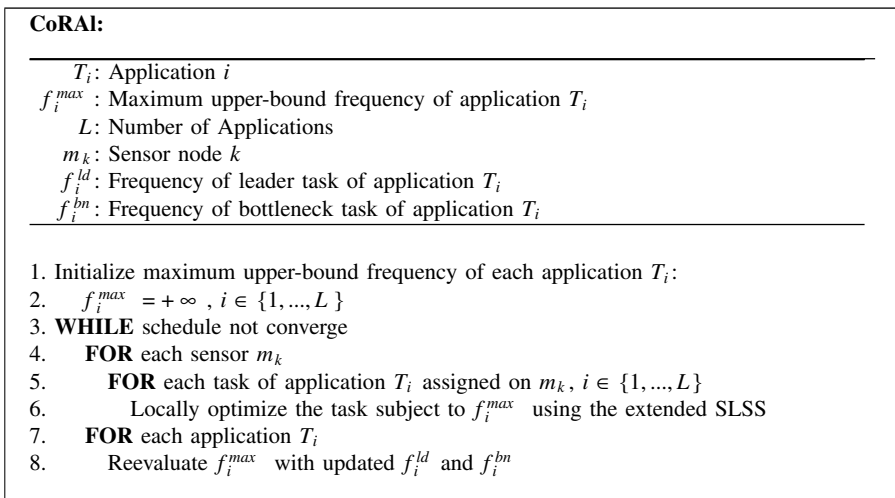 CoRAl:
T_i: Application i
f_i^max : Maximum upper-bound frequency of application T_i
L: Number of Applications
m_k: Sensor node k
f_i^ld: Frequency of leader task of application T_i
f_i^bn: Frequency of bottleneck task of application T_i
1. Initialize maximum upper-bound frequency of each application T_i:
2. f_i^max = + ∞ , i ∈ {1, ..., L }
3. WHILE schedule not converge
4. FOR each sensor m_k
5. FOR each task of application T_i assigned on m_k, i ∈ {1, ..., L}
6. Locally optimize the task subject to f_i^max using the extended SLSS
7. FOR each application T_i
8. Reevaluate f_i^max with updated f_i^ld and f_i^bn